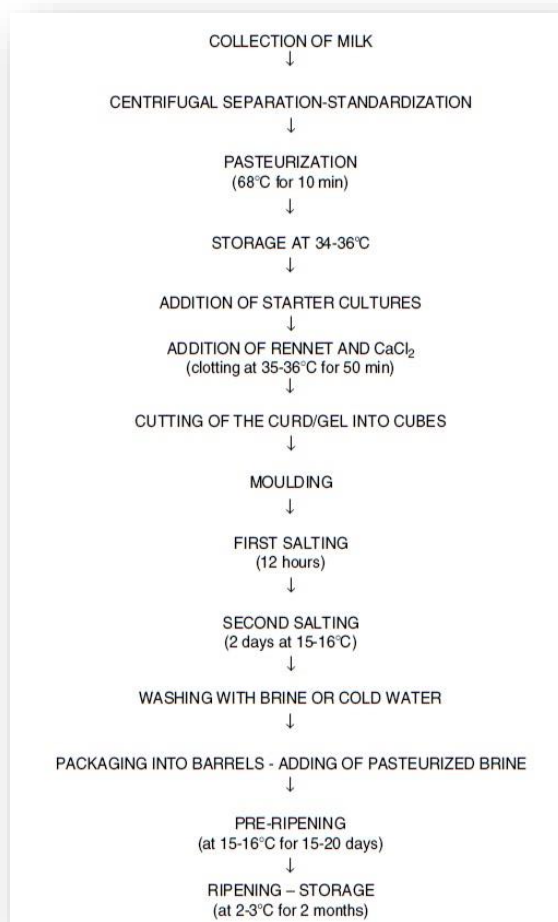 COLLECTION OF MILK
↓
CENTRIFUGAL SEPARATION-STANDARDIZATION
↓
PASTEURIZATION
(68°C for 10 min)
↓
STORAGE AT 34-36°C
↓
ADDITION OF STARTER CULTURES
↓
ADDITION OF RENNET AND CaCl₂
(clotting at 35-36°C for 50 min)
↓
CUTTING OF THE CURD/GEL INTO CUBES
↓
MOULDING
↓
FIRST SALTING
(12 hours)
↓
SECOND SALTING
(2 days at 15-16°C)
↓
WASHING WITH BRINE OR COLD WATER
↓
PACKAGING INTO BARRELS - ADDING OF PASTEURIZED BRINE
↓
PRE-RIPENING
(at 15-16°C for 15-20 days)
↓
RIPENING – STORAGE
(at 2-3°C for 2 months)